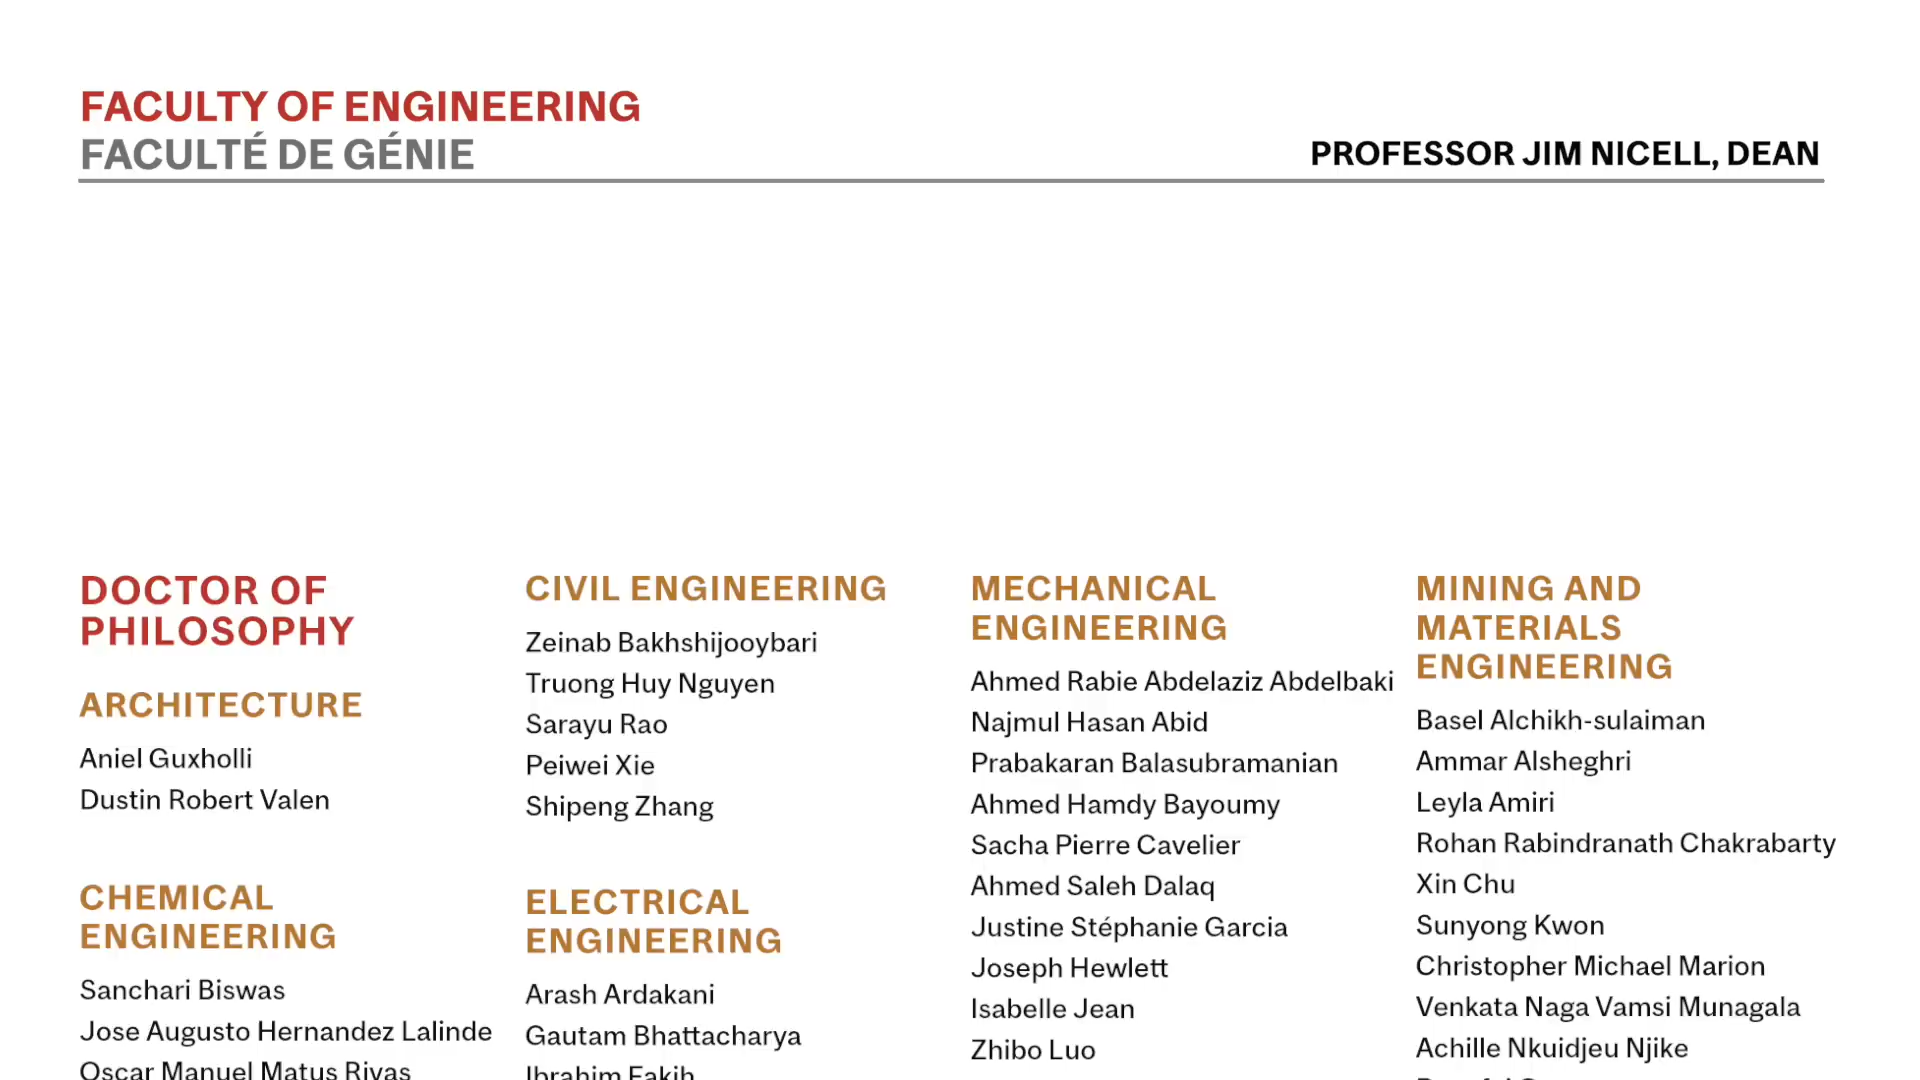 FACULTY OF ENGINEERING
FACULTÉ DE GÉNIE
PROFESSOR JIM NICELL, DEAN
DOCTOR OF
PHILOSOPHY
ARCHITECTURE
Aniel Guxholli
Dustin Robert Valen
CHEMICAL
ENGINEERING
Sanchari Biswas
Jose Augusto Hernandez Lalinde
Oscar Manuel Matus Rivas
CIVIL ENGINEERING
Zeinab Bakhshijooybari
Truong Huy Nguyen
Sarayu Rao
Peiwei Xie
Shipeng Zhang
ELECTRICAL
ENGINEERING
Arash Ardakani
Gautam Bhattacharya
Ibrahim Fakih
MECHANICAL
ENGINEERING
Ahmed Rabie Abdelaziz Abdelbaki
Najmul Hasan Abid
Prabakaran Balasubramanian
Ahmed Hamdy Bayoumy
Sacha Pierre Cavelier
Ahmed Saleh Dalaq
Justine Stéphanie Garcia
Joseph Hewlett
Isabelle Jean
Zhibo Luo
MINING AND
MATERIALS
ENGINEERING
Basel Alchikh-sulaiman
Ammar Alsheghri
Leyla Amiri
Rohan Rabindranath Chakrabarty
Xin Chu
Sunyong Kwon
Christopher Michael Marion
Venkata Naga Vamsi Munagala
Achille Nkuidjeu Njike